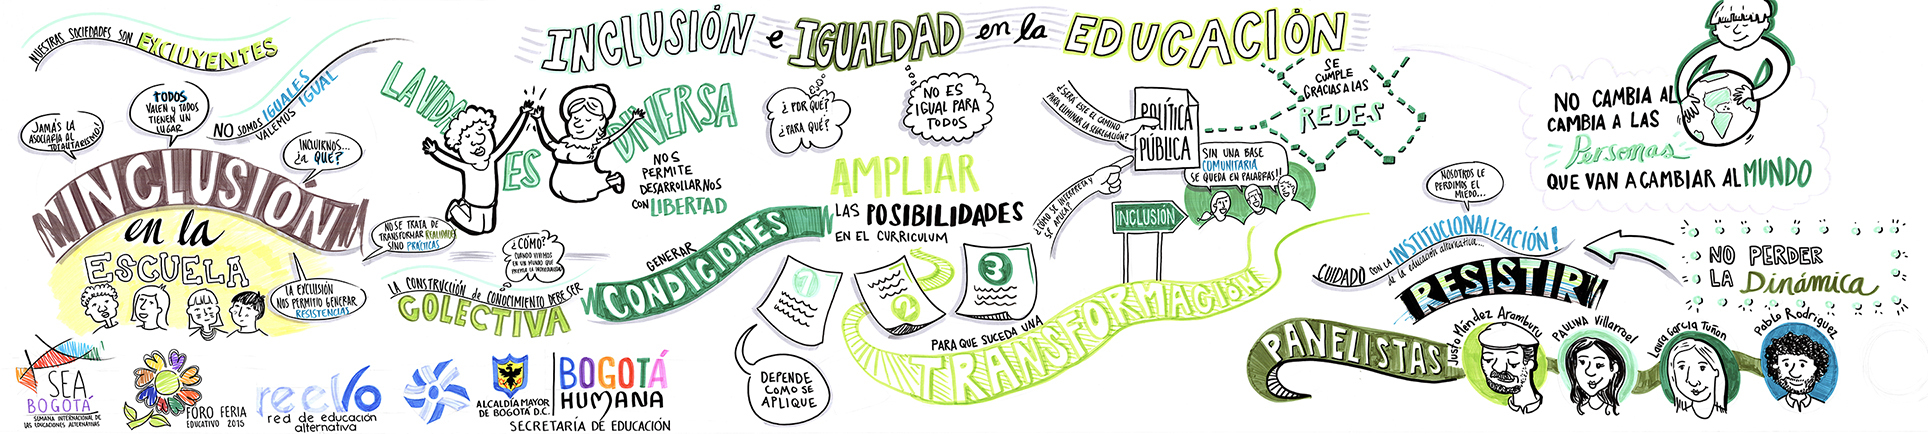 INCLUSIÓN e IGUALDAD en la EDUCACIÓN
NUESTRAS SOCIEDADES SON EXCLUYENTES
JAMÁS LA
ASOCIARÍA AL
IDIAUTARISMO!
TODOS
VALEN y TODOS
TIENEN UN
LUGAR
NO SOMOS IGUALES
VALEMOS IGUAL
INCLUIRNOS...
¿a QUÉ?
INCLUSIÓN
en la
ESCUELA
NO SE TRATA DE
TRANSFORMAR REALIDADES
SINO PRÁCTICAS
LA EXCLUSIÓN
NOS PERMITIÓ GENERAR
RESISTENCIAS
LA VIDA
ES
DIVERSA
NOS
PERMITE
DESARROLLARNOS
CON LIBERTAD
¿CÓMO?
CUANDO VIVIMOS
EN UN MUNDO QUE
PREMIA LA INDIVIDUALIDAD
LA CONSTRUCCIÓN de CONOCIMIENTO DEBE SER
COLECTIVA
GENERAR
CONDICIONES
¿POR QUÉ?
¿PARA QUÉ?
NO ES
IGUAL PARA
TODOS
AMPLIAR
LAS POSIBILIDADES
EN EL CURRICULUM
1
2
3
DEPENDE
COMO SE
APLIQUE
PARA QUE SUCEDA UNA
TRANSFORMACIÓN
¿SERÁ ESTE EL CAMINO
PARA ELIMINAR LA SEGREGACIÓN?
POLÍTICA
PÚBLICA
¿CÓMO SE INTERPRETA Y
SE APLICA?
SE
CUMPLE
GRACIAS A LAS
REDES
SIN UNA BASE
COMUNITARIA
SE QUEDA EN PALABRAS!!
INCLUSIÓN
NO CAMBIA AL
CAMBIA A LAS
Personas
QUE VAN A CAMBIAR AL MUNDO
NOSOTROS LE
PERDIMOS EL
MIEDO...
CUIDADO CON LA INSTITUCIONALIZACIÓN!
de la educación alternativa...
RESISTIR
NO PERDER
LA Dinámica
PANELISTAS
Justo Méndez Aramburu
PAULINA Villarroel
Laura García Tuñon
Pablo Rodríguez
SEA
BOGOTÁ
SEMANA INTERNACIONAL DE
LAS EDUCACIONES ALTERNATIVAS
FORO FERIA
EDUCATIVO 2015
reevo
red de educación
alternativa
ALCALDÍA MAYOR
DE BOGOTÁ D.C.
BOGOTÁ
HUMANA
SECRETARÍA DE EDUCACIÓN